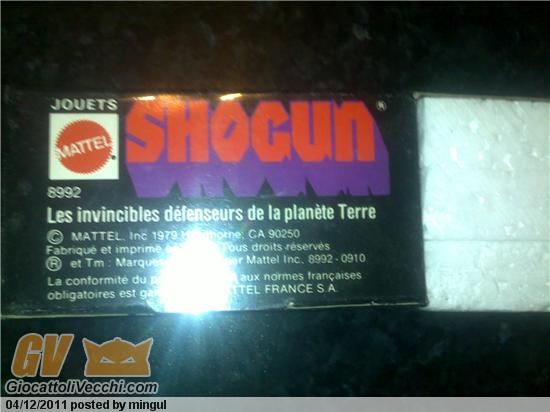 JOUETS
MATTEL
SHOGUN ®
8992
Les invincibles défenseurs de la planète Terre
© MATTEL, Inc 1979 CA 90250
Fabriqué et imprimé Tous droits réservés
® et Tm : Marques par Mattel Inc. 8992-0910
La conformité du aux normes françaises
obligatoires est MATTEL FRANCE S.A.
GV
GiocattoliVecchi.com
04/12/2011 posted by mingul